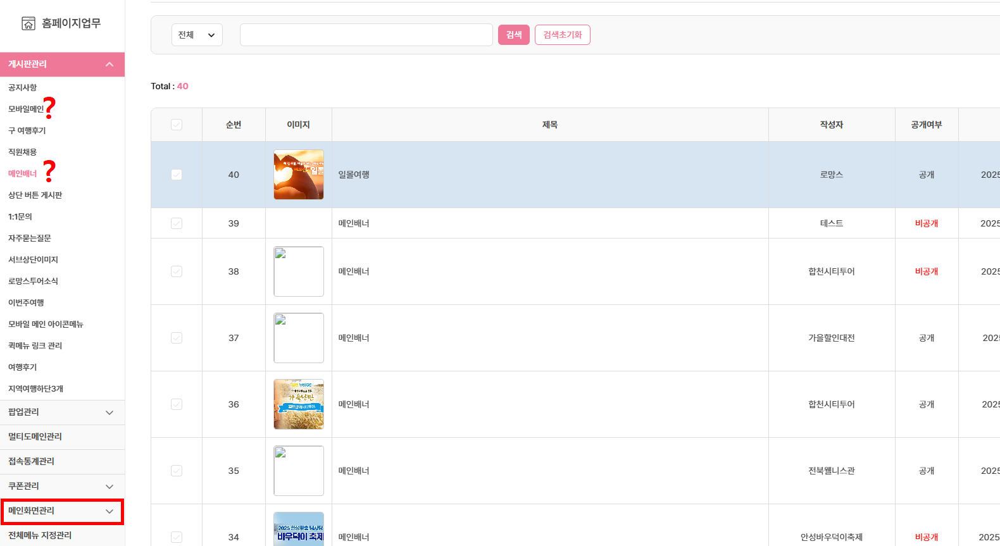 홈페이지업무
게시판관리
공지사항
모바일메인?
구 여행후기
직원채용
메인배너 ?
상단 버튼 게시판
1:1문의
자주묻는질문
서브상단이미지
로망스투어소식
이번주여행
모바일 메인 아이콘메뉴
퀵메뉴 링크 관리
여행후기
지역여행하단3개
팝업관리
멀티도메인관리
접속통계관리
쿠폰관리
메인화면관리
전체메뉴 지정관리
전체 검색 검색초기화
Total : 40
순번 이미지 제목 작성자 공개여부
40 일몰여행 로망스 공개 2025
39 메인배너 테스트 비공개 2025
38 메인배너 합천시티투어 비공개 2025
37 메인배너 가을할인대전 공개 202
가을낭만
36 메인배너 합천시티투어 공개 2025
35 메인배너 전북웰니스관 공개 2025
2025 안성맞춤 남사당
바우덕이 축제
34 메인배너 안성바우덕이축제 비공개 2025